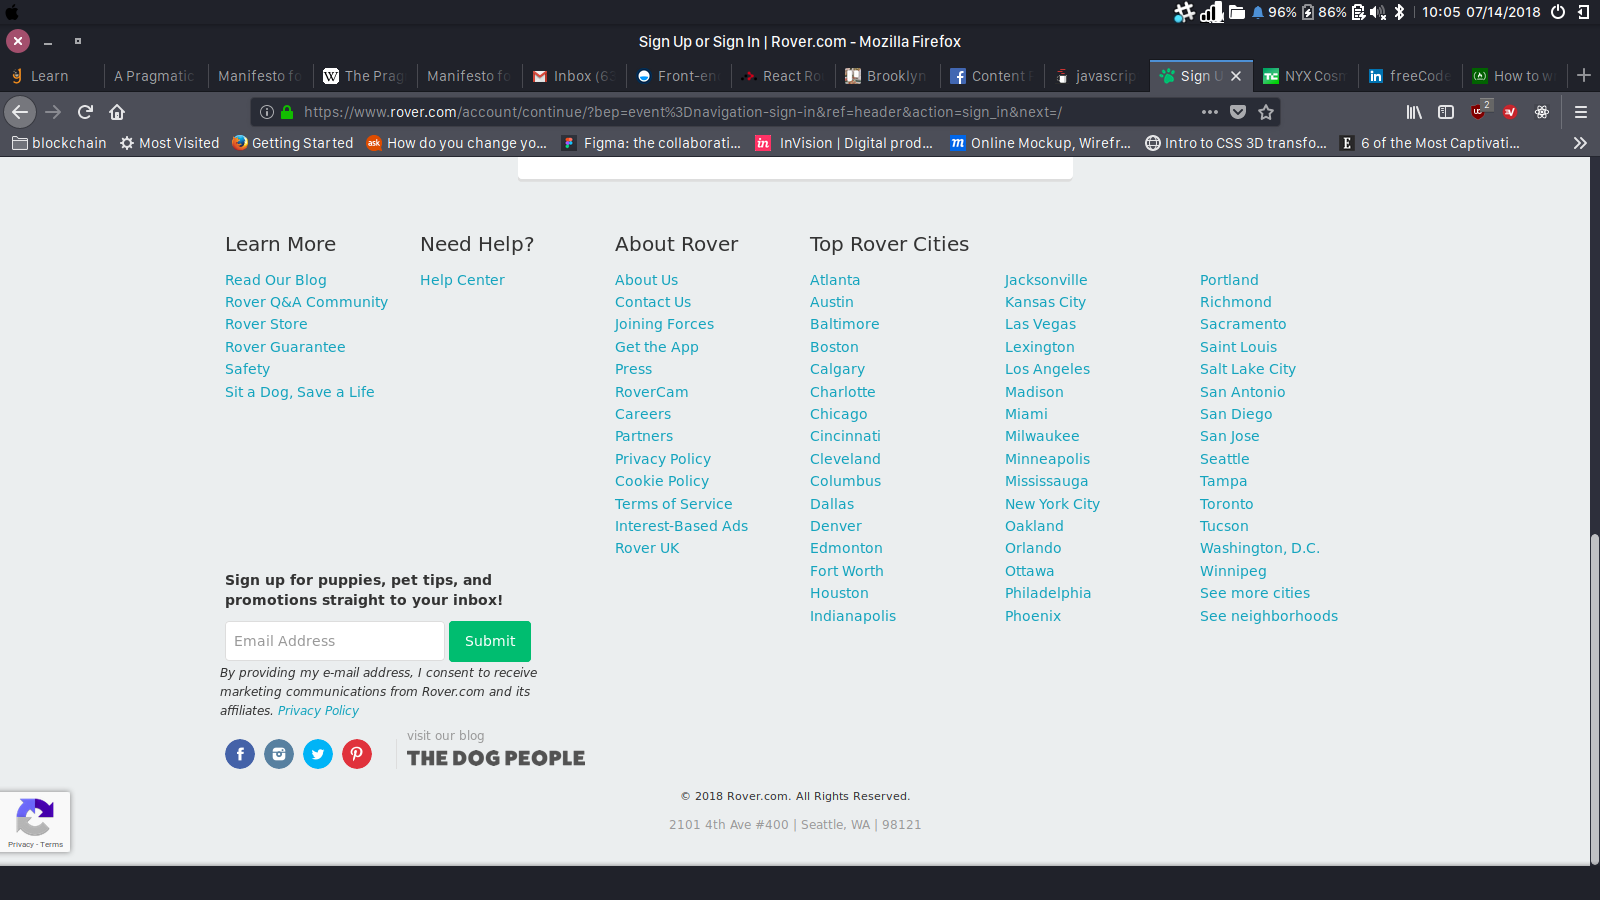 96% 86% 10:05 07/14/2018
Sign Up or Sign In | Rover.com - Mozilla Firefox
Learn A Pragmatic Manifesto fo The Prag Manifesto fo Inbox (63 Front-en React Ro Brooklyn Content javascrip Sign U NYX Cosm freeCode How to w
https://www.rover.com/account/continue/?bep=event%3Dnavigation-sign-in&ref=header&action=sign_in&next=/
2
blockchain Most Visited Getting Started How do you change yo... Figma: the collaborati... InVision | Digital prod... Online Mockup, Wirefr... Intro to CSS 3D transfo... 6 of the Most Captivati...
Learn More
Read Our Blog
Rover Q&A Community
Rover Store
Rover Guarantee
Safety
Sit a Dog, Save a Life
Need Help?
Help Center
About Rover
About Us
Contact Us
Joining Forces
Get the App
Press
RoverCam
Careers
Partners
Privacy Policy
Cookie Policy
Terms of Service
Interest-Based Ads
Rover UK
Top Rover Cities
Atlanta
Austin
Baltimore
Boston
Calgary
Charlotte
Chicago
Cincinnati
Cleveland
Columbus
Dallas
Denver
Edmonton
Fort Worth
Houston
Indianapolis
Jacksonville
Kansas City
Las Vegas
Lexington
Los Angeles
Madison
Miami
Milwaukee
Minneapolis
Mississauga
New York City
Oakland
Orlando
Ottawa
Philadelphia
Phoenix
Portland
Richmond
Sacramento
Saint Louis
Salt Lake City
San Antonio
San Diego
San Jose
Seattle
Tampa
Toronto
Tucson
Washington, D.C.
Winnipeg
See more cities
See neighborhoods
Sign up for puppies, pet tips, and
promotions straight to your inbox!
Email Address Submit
By providing my e-mail address, I consent to receive
marketing communications from Rover.com and its
affiliates. Privacy Policy
visit our blog
THE DOG PEOPLE
© 2018 Rover.com. All Rights Reserved.
2101 4th Ave #400 | Seattle, WA | 98121
Privacy - Terms